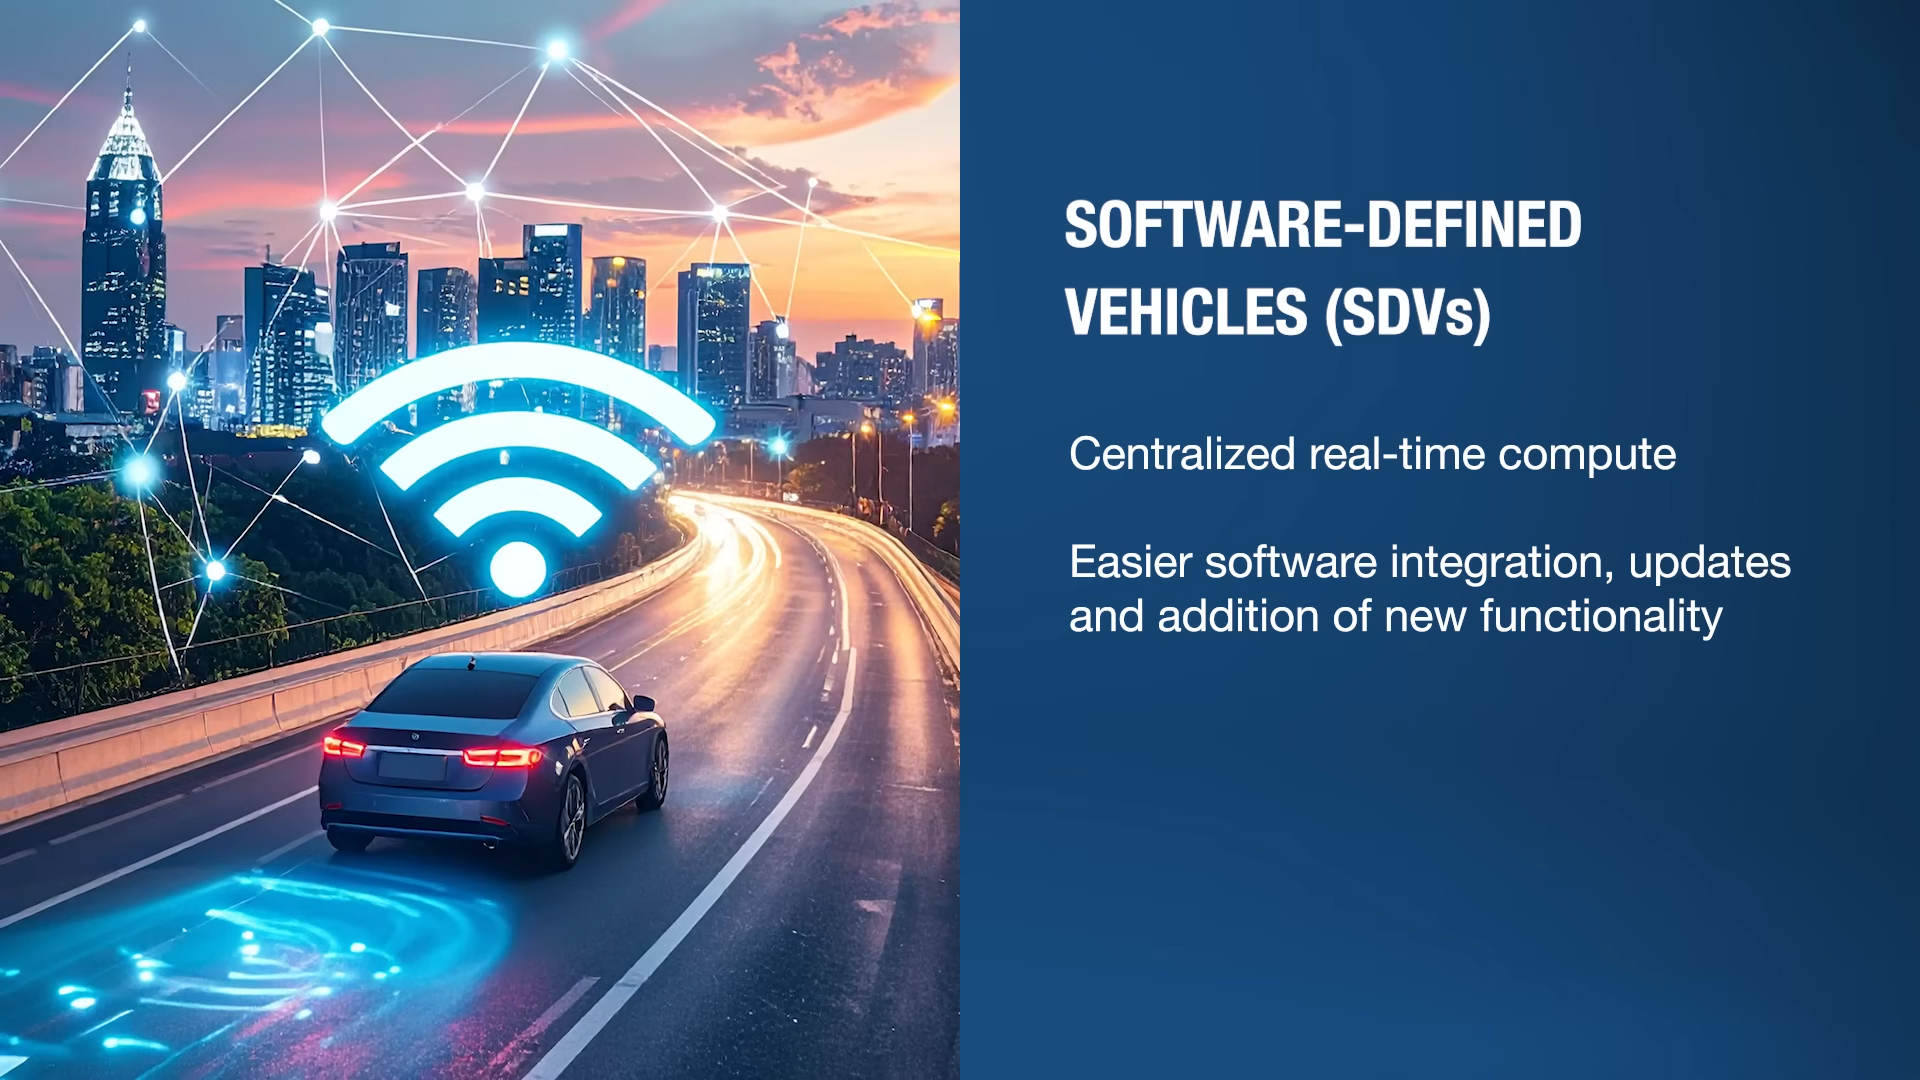 SOFTWARE-DEFINED
VEHICLES (SDVs)
Centralized real-time compute
Easier software integration, updates
and addition of new functionality